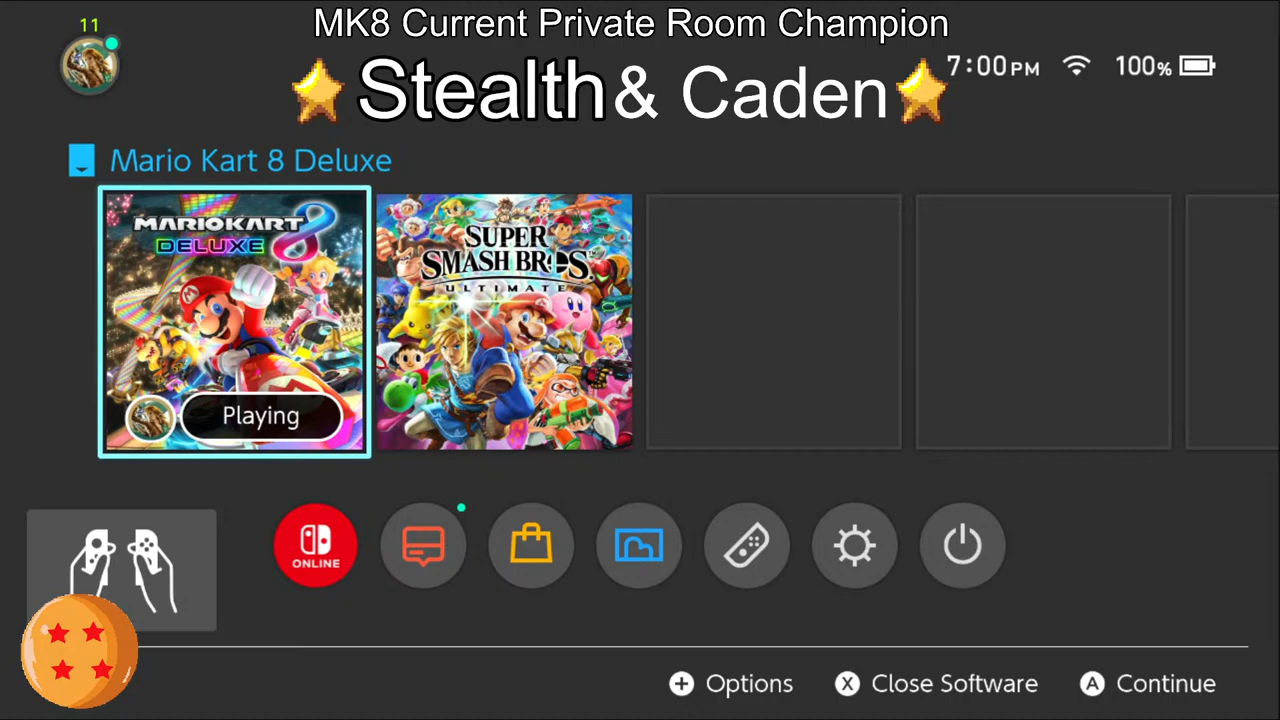 MK8 Current Private Room Champion
11
Stealth & Caden
7:00PM 100%
Mario Kart 8 Deluxe
MARIOKART 8
DELUXE
Playing
SUPER
SMASH BROS.™
ULTIMATE
ONLINE
+ Options X Close Software A Continue